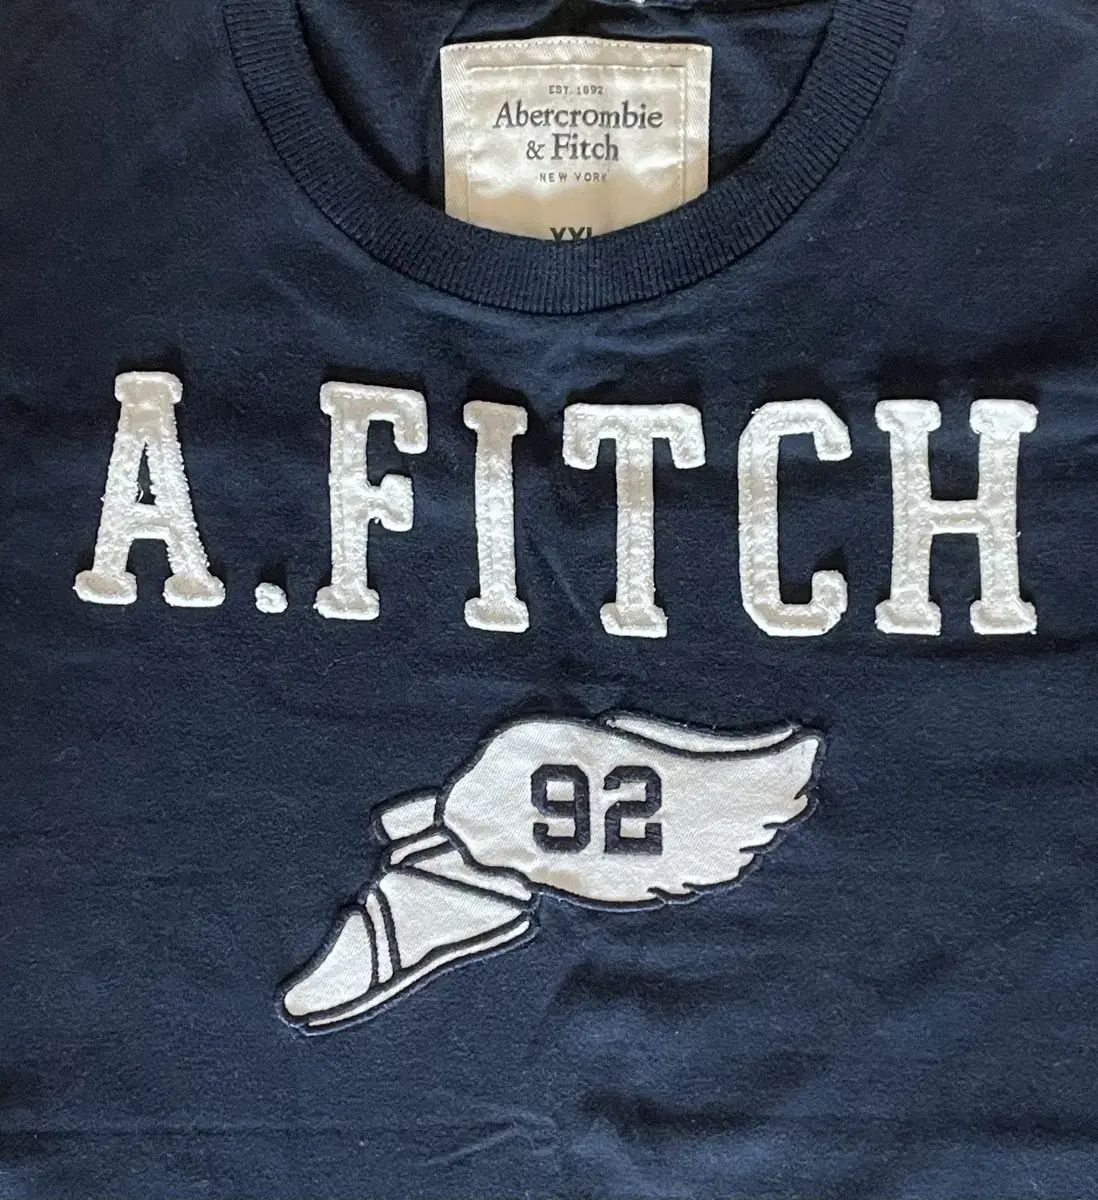 EST. 1892
Abercrombie
& Fitch
NEW YORK
XXL
A.FITCH
92